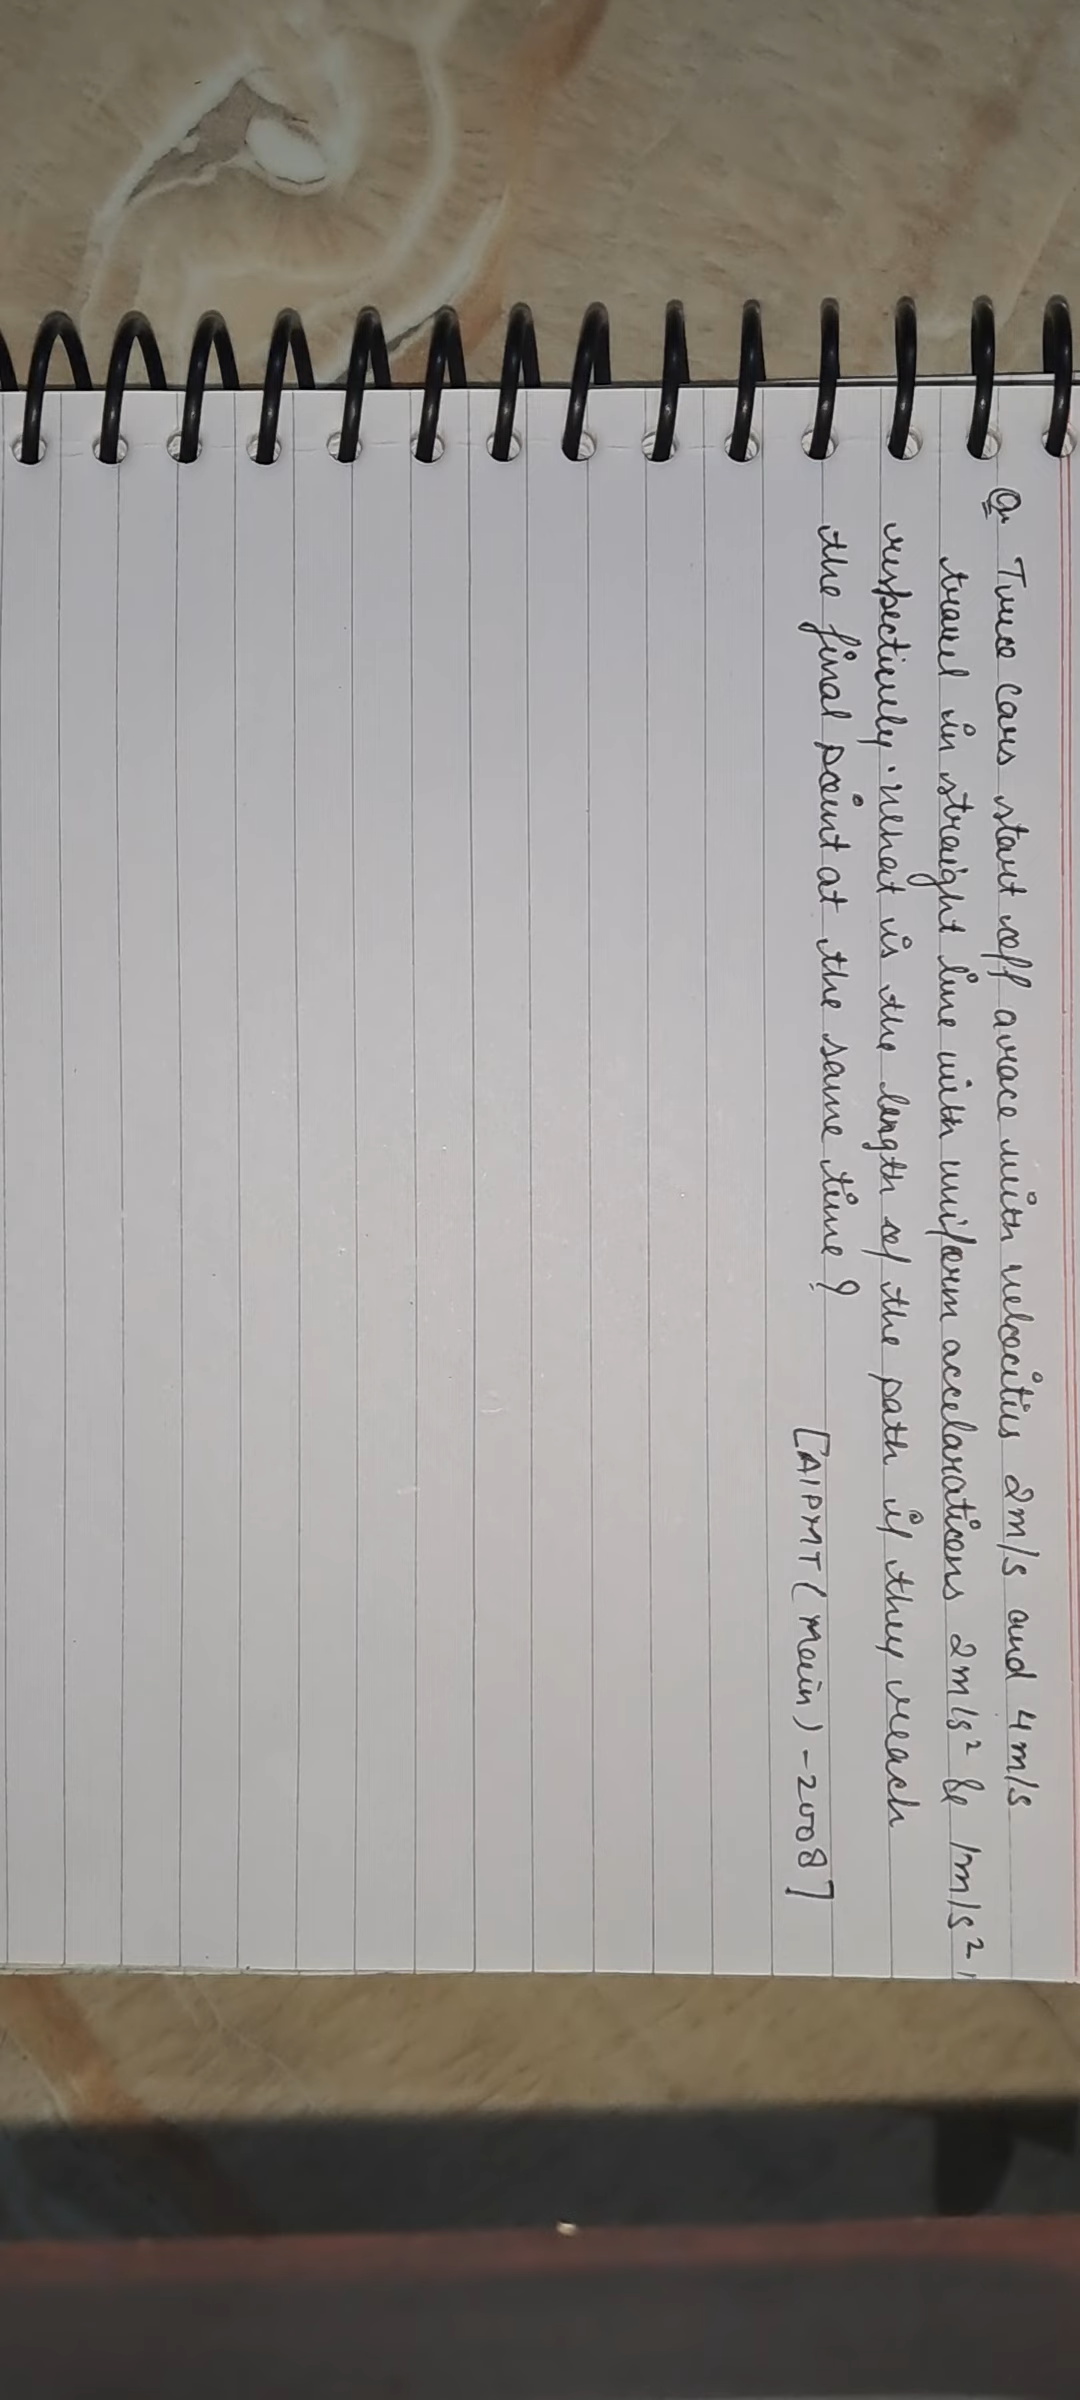 Q. Two cars start off a race with velocities 2m/s and 4m/s
travel in straight line with uniform accelarations 2m/s² & 1m/s²,
respectively. What is the length of the path if they reach
the final point at the same time?
[AIPMT (Main) - 2008]